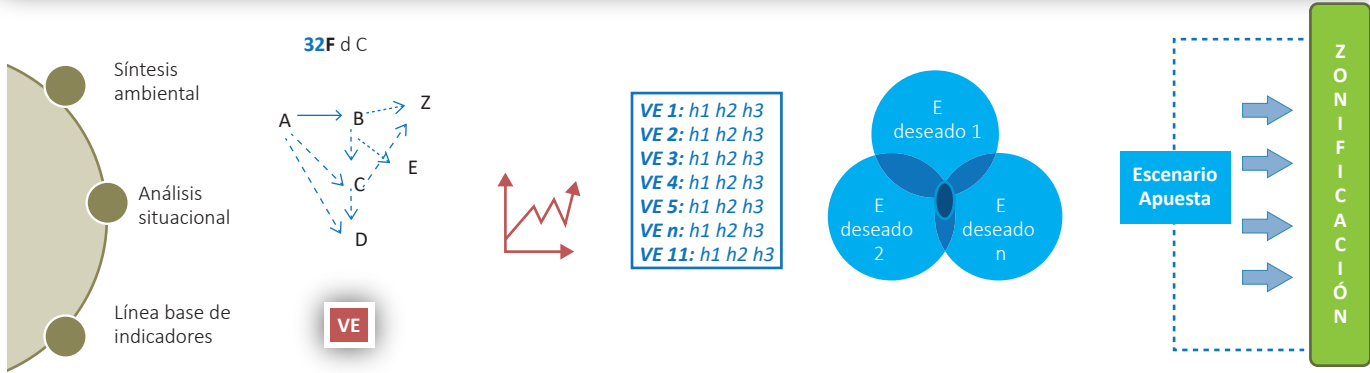 Síntesis
ambiental
Análisis
situacional
Línea base de
indicadores
32F d C
A
B
Z
E
C
D
VE
VE 1: h1 h2 h3
VE 2: h1 h2 h3
VE 3: h1 h2 h3
VE 4: h1 h2 h3
VE 5: h1 h2 h3
VE n: h1 h2 h3
VE 11: h1 h2 h3
E
deseado 1
E
deseado
2
E
deseado
n
Escenario
Apuesta
ZONIFICACIÓN